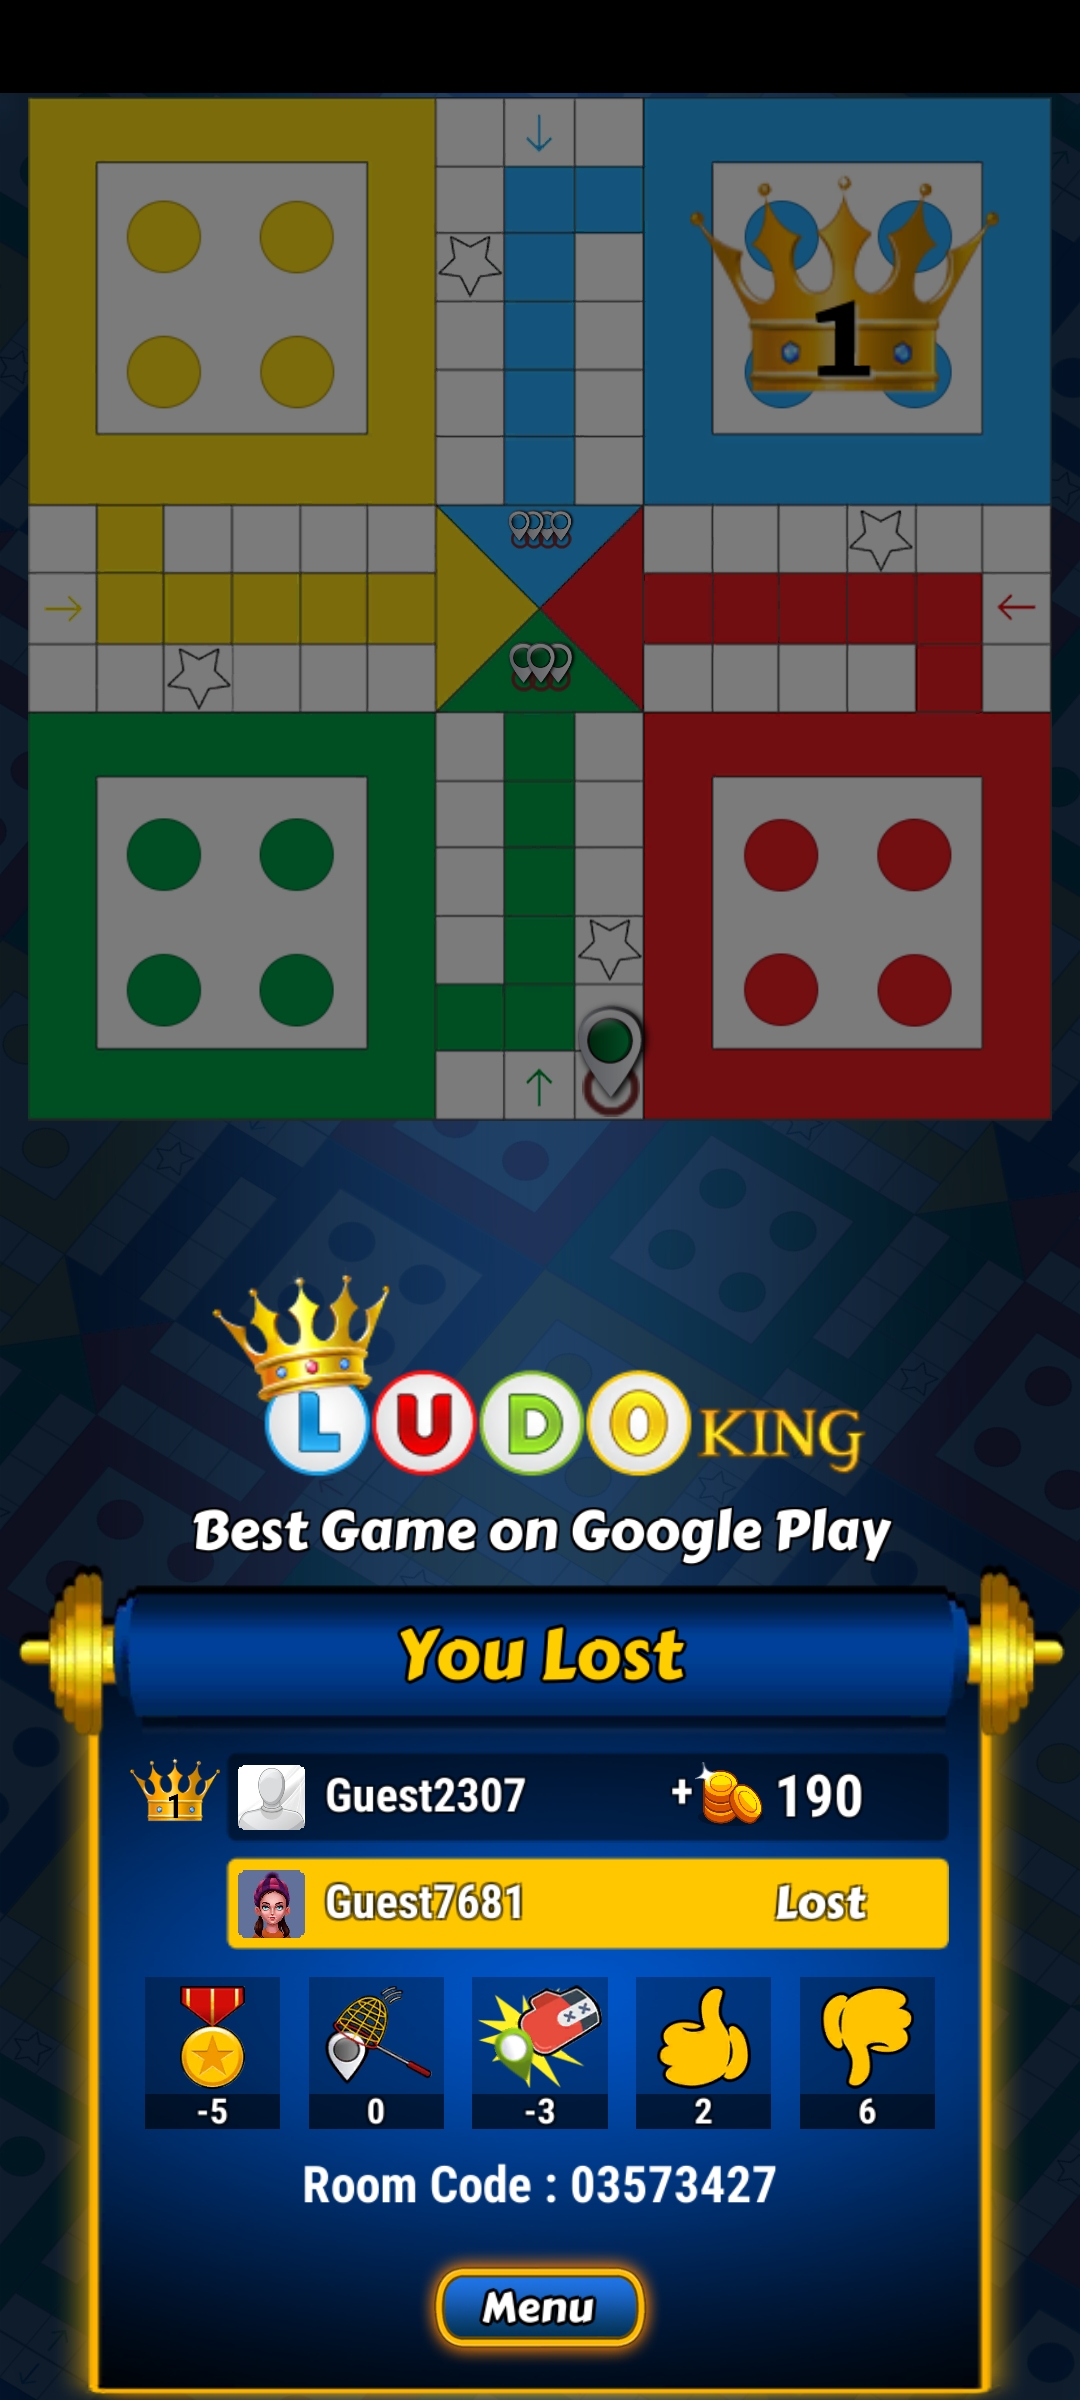 1
LUDO KING
Best Game on Google Play
You Lost
1 Guest2307 + 190
Guest7681 Lost
-5 0 -3 2 6
Room Code : 03573427
Menu